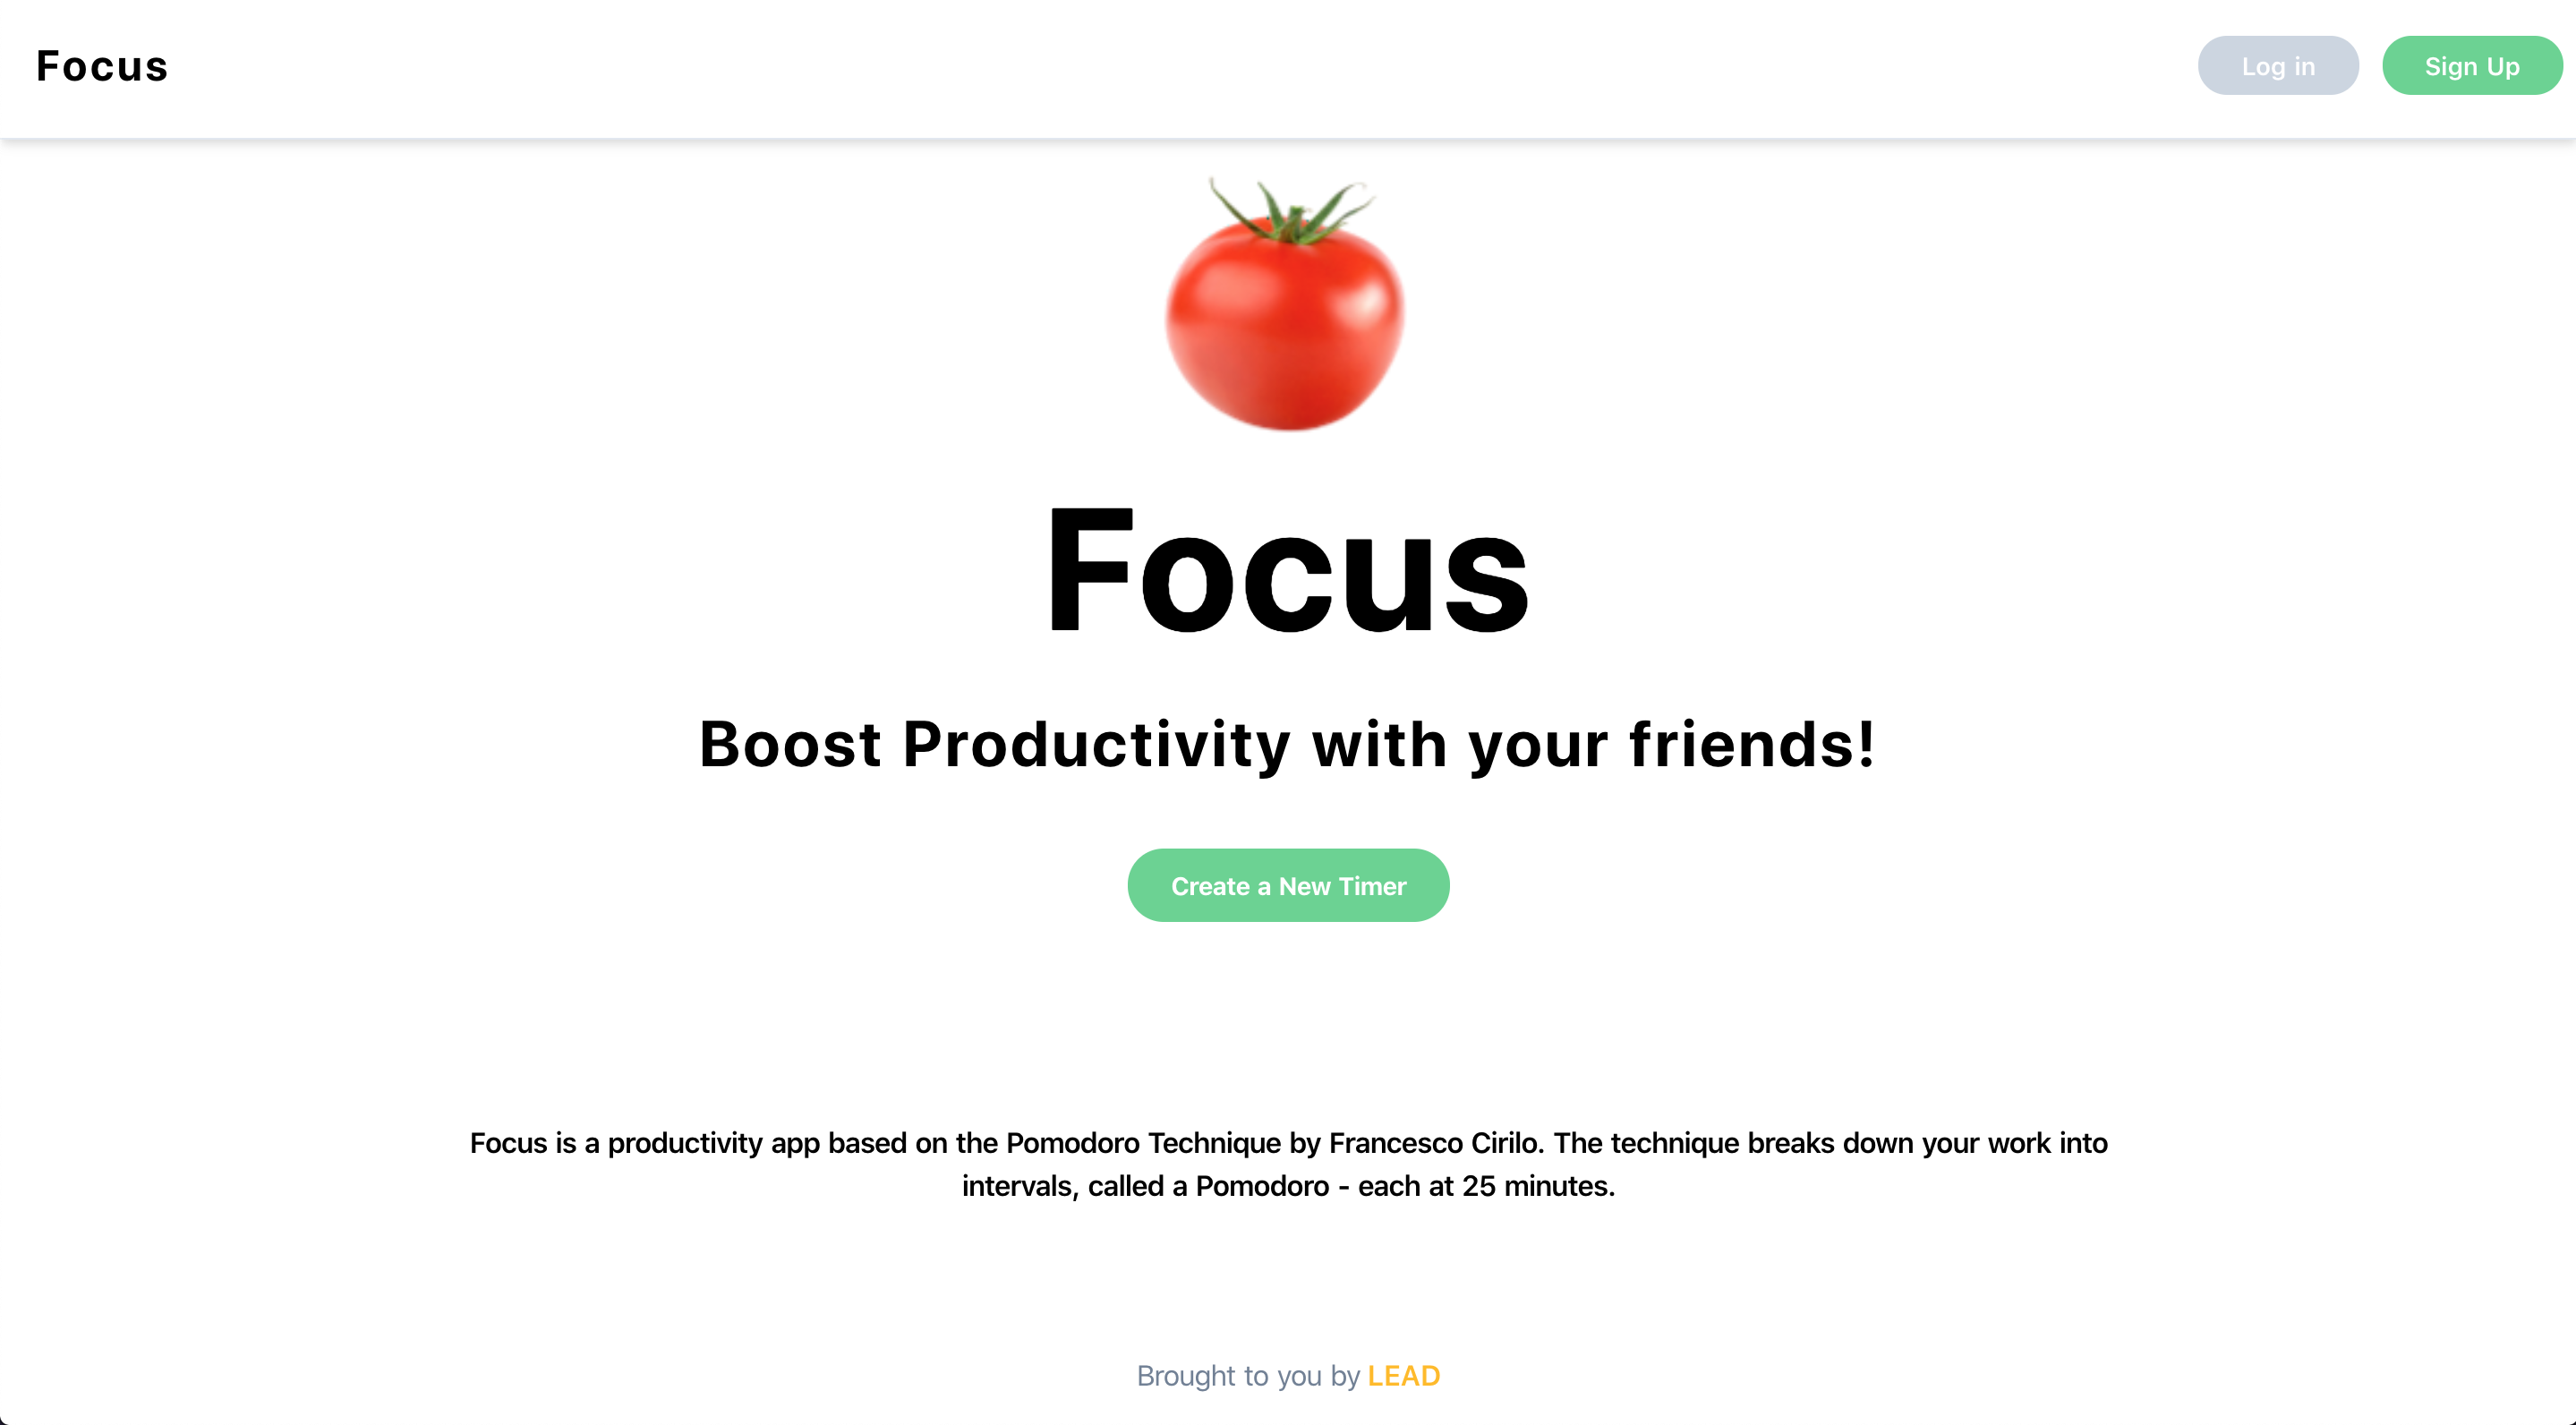 Focus
Log in
Sign Up
Focus
Boost Productivity with your friends!
Create a New Timer
Focus is a productivity app based on the Pomodoro Technique by Francesco Cirilo. The technique breaks down your work into
intervals, called a Pomodoro - each at 25 minutes.
Brought to you by LEAD